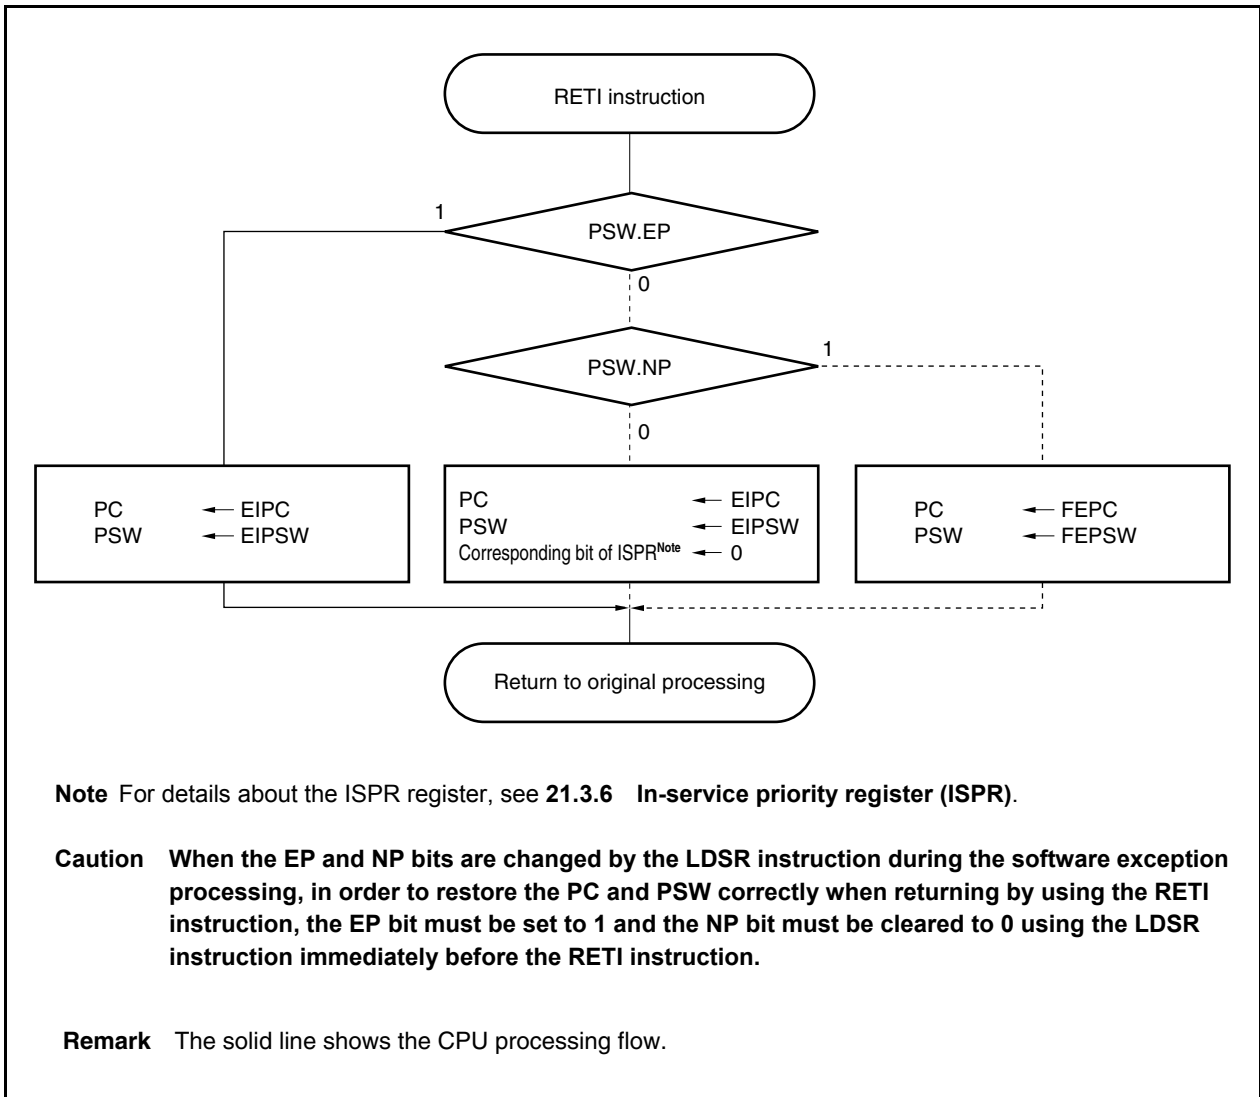 RETI instruction
1
PSW.EP
0
1
PSW.NP
0
PC ← EIPC
PSW ← EIPSW
PC ← EIPC
PSW ← EIPSW
Corresponding bit of ISPRNote ← 0
PC ← FEPC
PSW ← FEPSW
Return to original processing
Note For details about the ISPR register, see 21.3.6 In-service priority register (ISPR).
Caution When the EP and NP bits are changed by the LDSR instruction during the software exception
processing, in order to restore the PC and PSW correctly when returning by using the RETI
instruction, the EP bit must be set to 1 and the NP bit must be cleared to 0 using the LDSR
instruction immediately before the RETI instruction.
Remark The solid line shows the CPU processing flow.